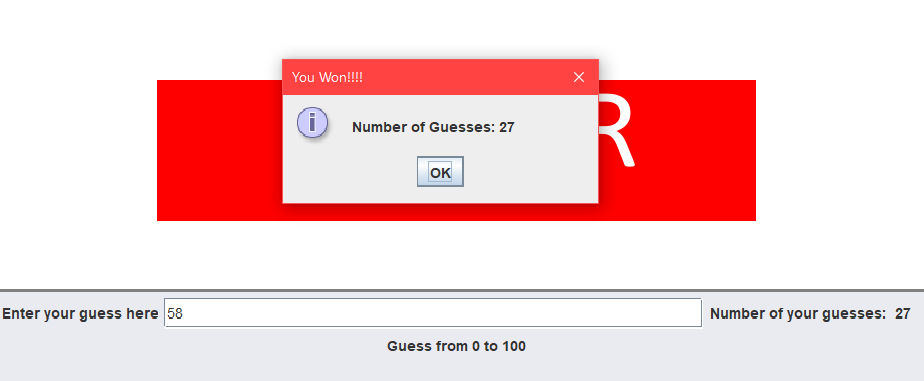 You Won!!!!
Number of Guesses: 27
OK
R
Enter your guess here 58 Number of your guesses: 27
Guess from 0 to 100